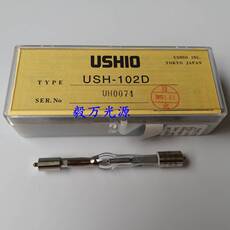 USHIO
USHIO INC.
TOKYO JAPAN
TYPE
USH-102D
SER.No
UH0071
毅万光源